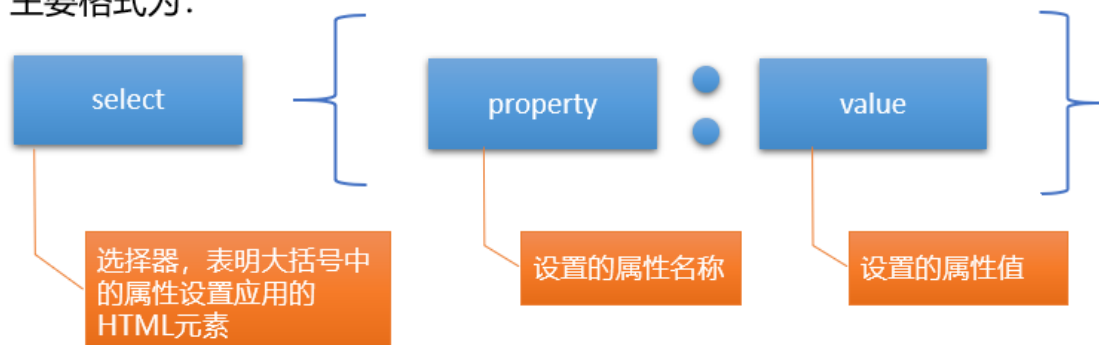 主要格式为:
select
property
value
选择器，表明大括号中
的属性设置应用的
HTML元素
设置的属性名称
设置的属性值